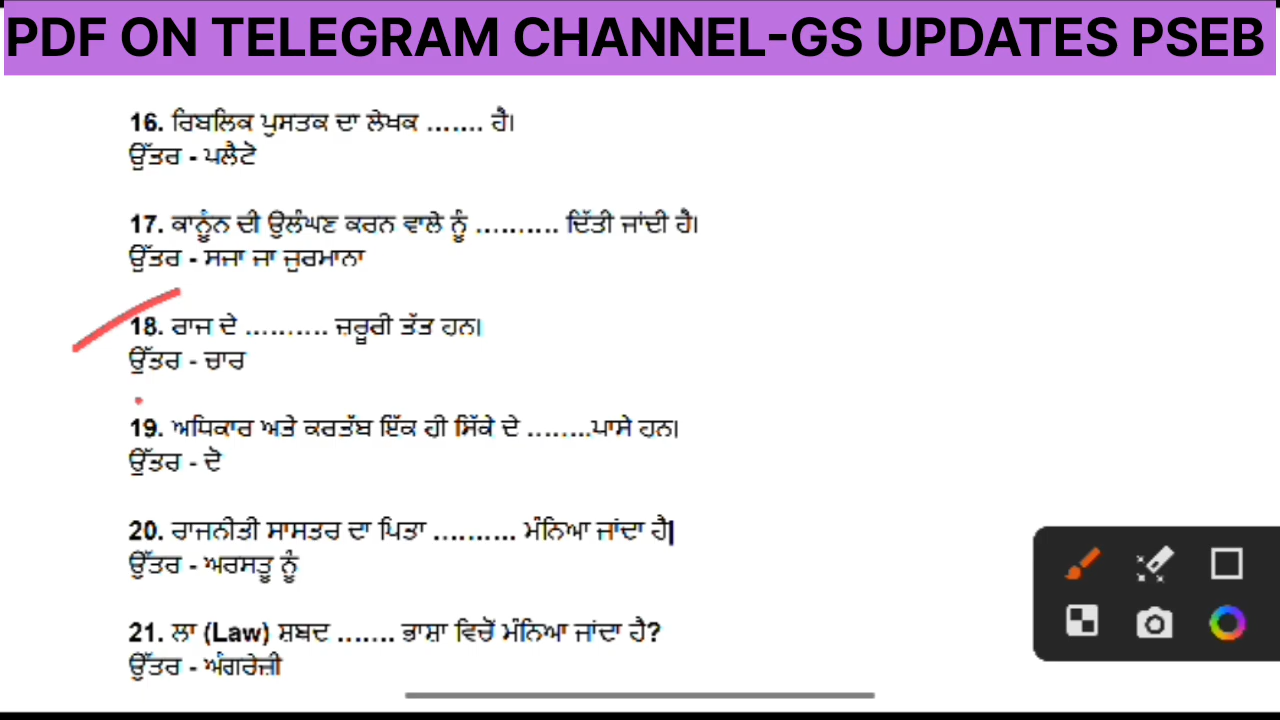 PDF ON TELEGRAM CHANNEL-GS UPDATES PSEB
16. ਰਿਬਲਿਕ ਪੁਸਤਕ ਦਾ ਲੇਖਕ ....... ਹੈ।
ਉੱਤਰ - ਪਲੈਟੋ
17. ਕਾਨੂੰਨ ਦੀ ਉਲੰਘਣ ਕਰਨ ਵਾਲੇ ਨੂੰ .......... ਦਿੱਤੀ ਜਾਂਦੀ ਹੈ।
ਉੱਤਰ - ਸਜਾ ਜਾ ਜੁਰਮਾਨਾ
18. ਰਾਜ ਦੇ .......... ਜ਼ਰੂਰੀ ਤੱਤ ਹਨ।
ਉੱਤਰ - ਚਾਰ
19. ਅਧਿਕਾਰ ਅਤੇ ਕਰਤੱਬ ਇੱਕ ਹੀ ਸਿੱਕੇ ਦੇ ........ਪਾਸੇ ਹਨ।
ਉੱਤਰ - ਦੋ
20. ਰਾਜਨੀਤੀ ਸਾਸਤਰ ਦਾ ਪਿਤਾ .......... ਮੰਨਿਆ ਜਾਂਦਾ ਹੈ|
ਉੱਤਰ - ਅਰਸਤੂ ਨੂੰ
21. ਲਾ (Law) ਸ਼ਬਦ ....... ਭਾਸ਼ਾ ਵਿਚੋਂ ਮੰਨਿਆ ਜਾਂਦਾ ਹੈ?
ਉੱਤਰ - ਅੰਗਰੇਜ਼ੀ